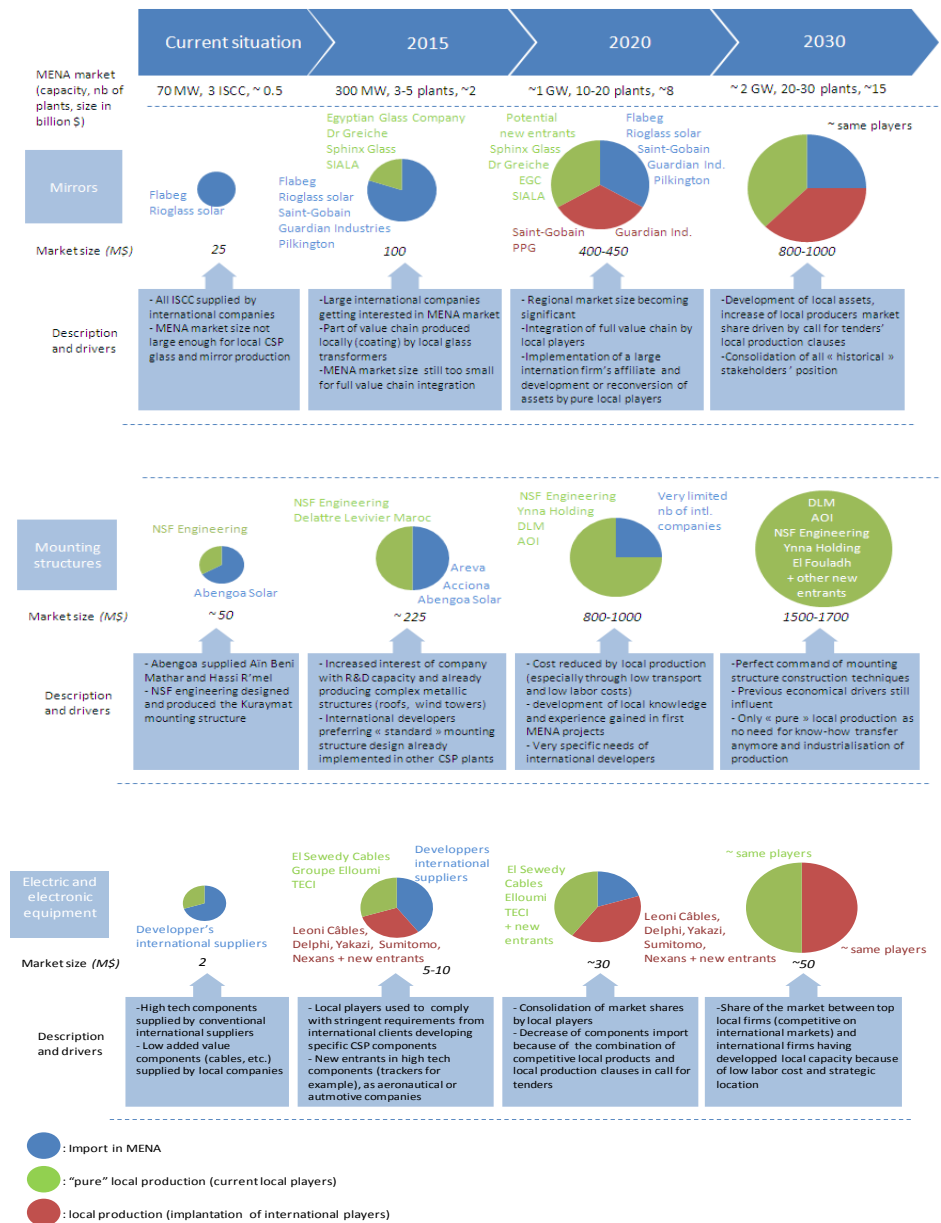 Current situation
2015
2020
2030
MENA market
(capacity, nb of
plants, size in
billion $)
70 MW, 3 ISCC, ~ 0.5
300 MW, 3-5 plants, ~2
~1 GW, 10-20 plants, ~8
~ 2 GW, 20-30 plants, ~15
Mirrors
Flabeg
Rioglass solar
Egyptian Glass Company
Dr Greiche
Sphinx Glass
SIALA
Flabeg
Rioglass solar
Saint-Gobain
Guardian Industries
Pilkington
Potential
new entrants
Sphinx Glass
Dr Greiche
EGC
SIALA
Flabeg
Rioglass solar
Saint-Gobain
Guardian Ind.
Pilkington
Saint-Gobain
PPG
Guardian Ind.
~ same players
Market size (M$)
25
100
400-450
800-1000
Description
and drivers
- All ISCC supplied by
international companies
- MENA market size not
large enough for local CSP
glass and mirror production
-Large international companies
getting interested in MENA market
-Part of value chain produced
locally (coating) by local glass
transformers
-MENA market size still too small
for full value chain integration
- Regional market size becoming
significant
-Integration of full value chain by
local players
-Implementation of a large
internation firm's affiliate and
development or reconversion of
assets by pure local players
-Development of local assets,
increase of local producers market
share driven by call for tenders'
local production clauses
-Consolidation of all « historical »
stakeholders' position
Mounting
structures
NSF Engineering
Abengoa Solar
NSF Engineering
Delattre Levivier Maroc
Areva
Acciona
Abengoa Solar
NSF Engineering
Ynna Holding
DLM
AOI
Very limited
nb of intl.
companies
DLM
AOI
NSF Engineering
Ynna Holding
El Fouladh
+ other new
entrants
Market size (M$)
~ 50
~ 225
800-1000
1500-1700
Description
and drivers
- Abengoa supplied Aïn Beni
Mathar and Hassi R'mel
- NSF engineering designed
and produced the Kuraymat
mounting structure
- Increased interest of company
with R&D capacity and already
producing complex metallic
structures (roofs, wind towers)
- International developers
preferring « standard » mounting
structure design already
implemented in other CSP plants
- Cost reduced by local production
(especially through low transport
and low labor costs)
- development of local knowledge
and experience gained in first
MENA projects
- Very specific needs of
international developers
-Perfect command of mounting
structure construction techniques
- Previous economical drivers still
influent
- Only « pure » local production as
no need for know-how transfer
anymore and industrialisation of
production
Electric and
electronic
equipment
Developper's
international suppliers
El Sewedy Cables
Groupe Elloumi
TECI
Developpers
international
suppliers
Leoni Câbles,
Delphi, Yakazi, Sumitomo,
Nexans + new entrants
El Sewedy
Cables
Elloumi
TECI
+ new
entrants
Leoni Câbles,
Delphi, Yakazi,
Sumitomo,
Nexans + new entrants
~ same players
~ same players
Market size (M$)
2
5-10
~30
~50
Description
and drivers
-High tech components
supplied by conventional
international suppliers
- Low added value
components (cables, etc.)
supplied by local companies
- Local players used to comply
with stringent requirements from
international clients developing
specific CSP components
- New entrants in high tech
components (trackers for
example), as aeronautical or
autmotive companies
- Consolidation of market shares
by local players
- Decrease of components import
because of the combination of
competitive local products and
local production clauses in call for
tenders
-Share of the market between top
local firms (competitive on
international markets) and
international firms having
developped local capacity because
of low labor cost and strategic
location
: Import in MENA
: "pure" local production (current local players)
: local production (implantation of international players)